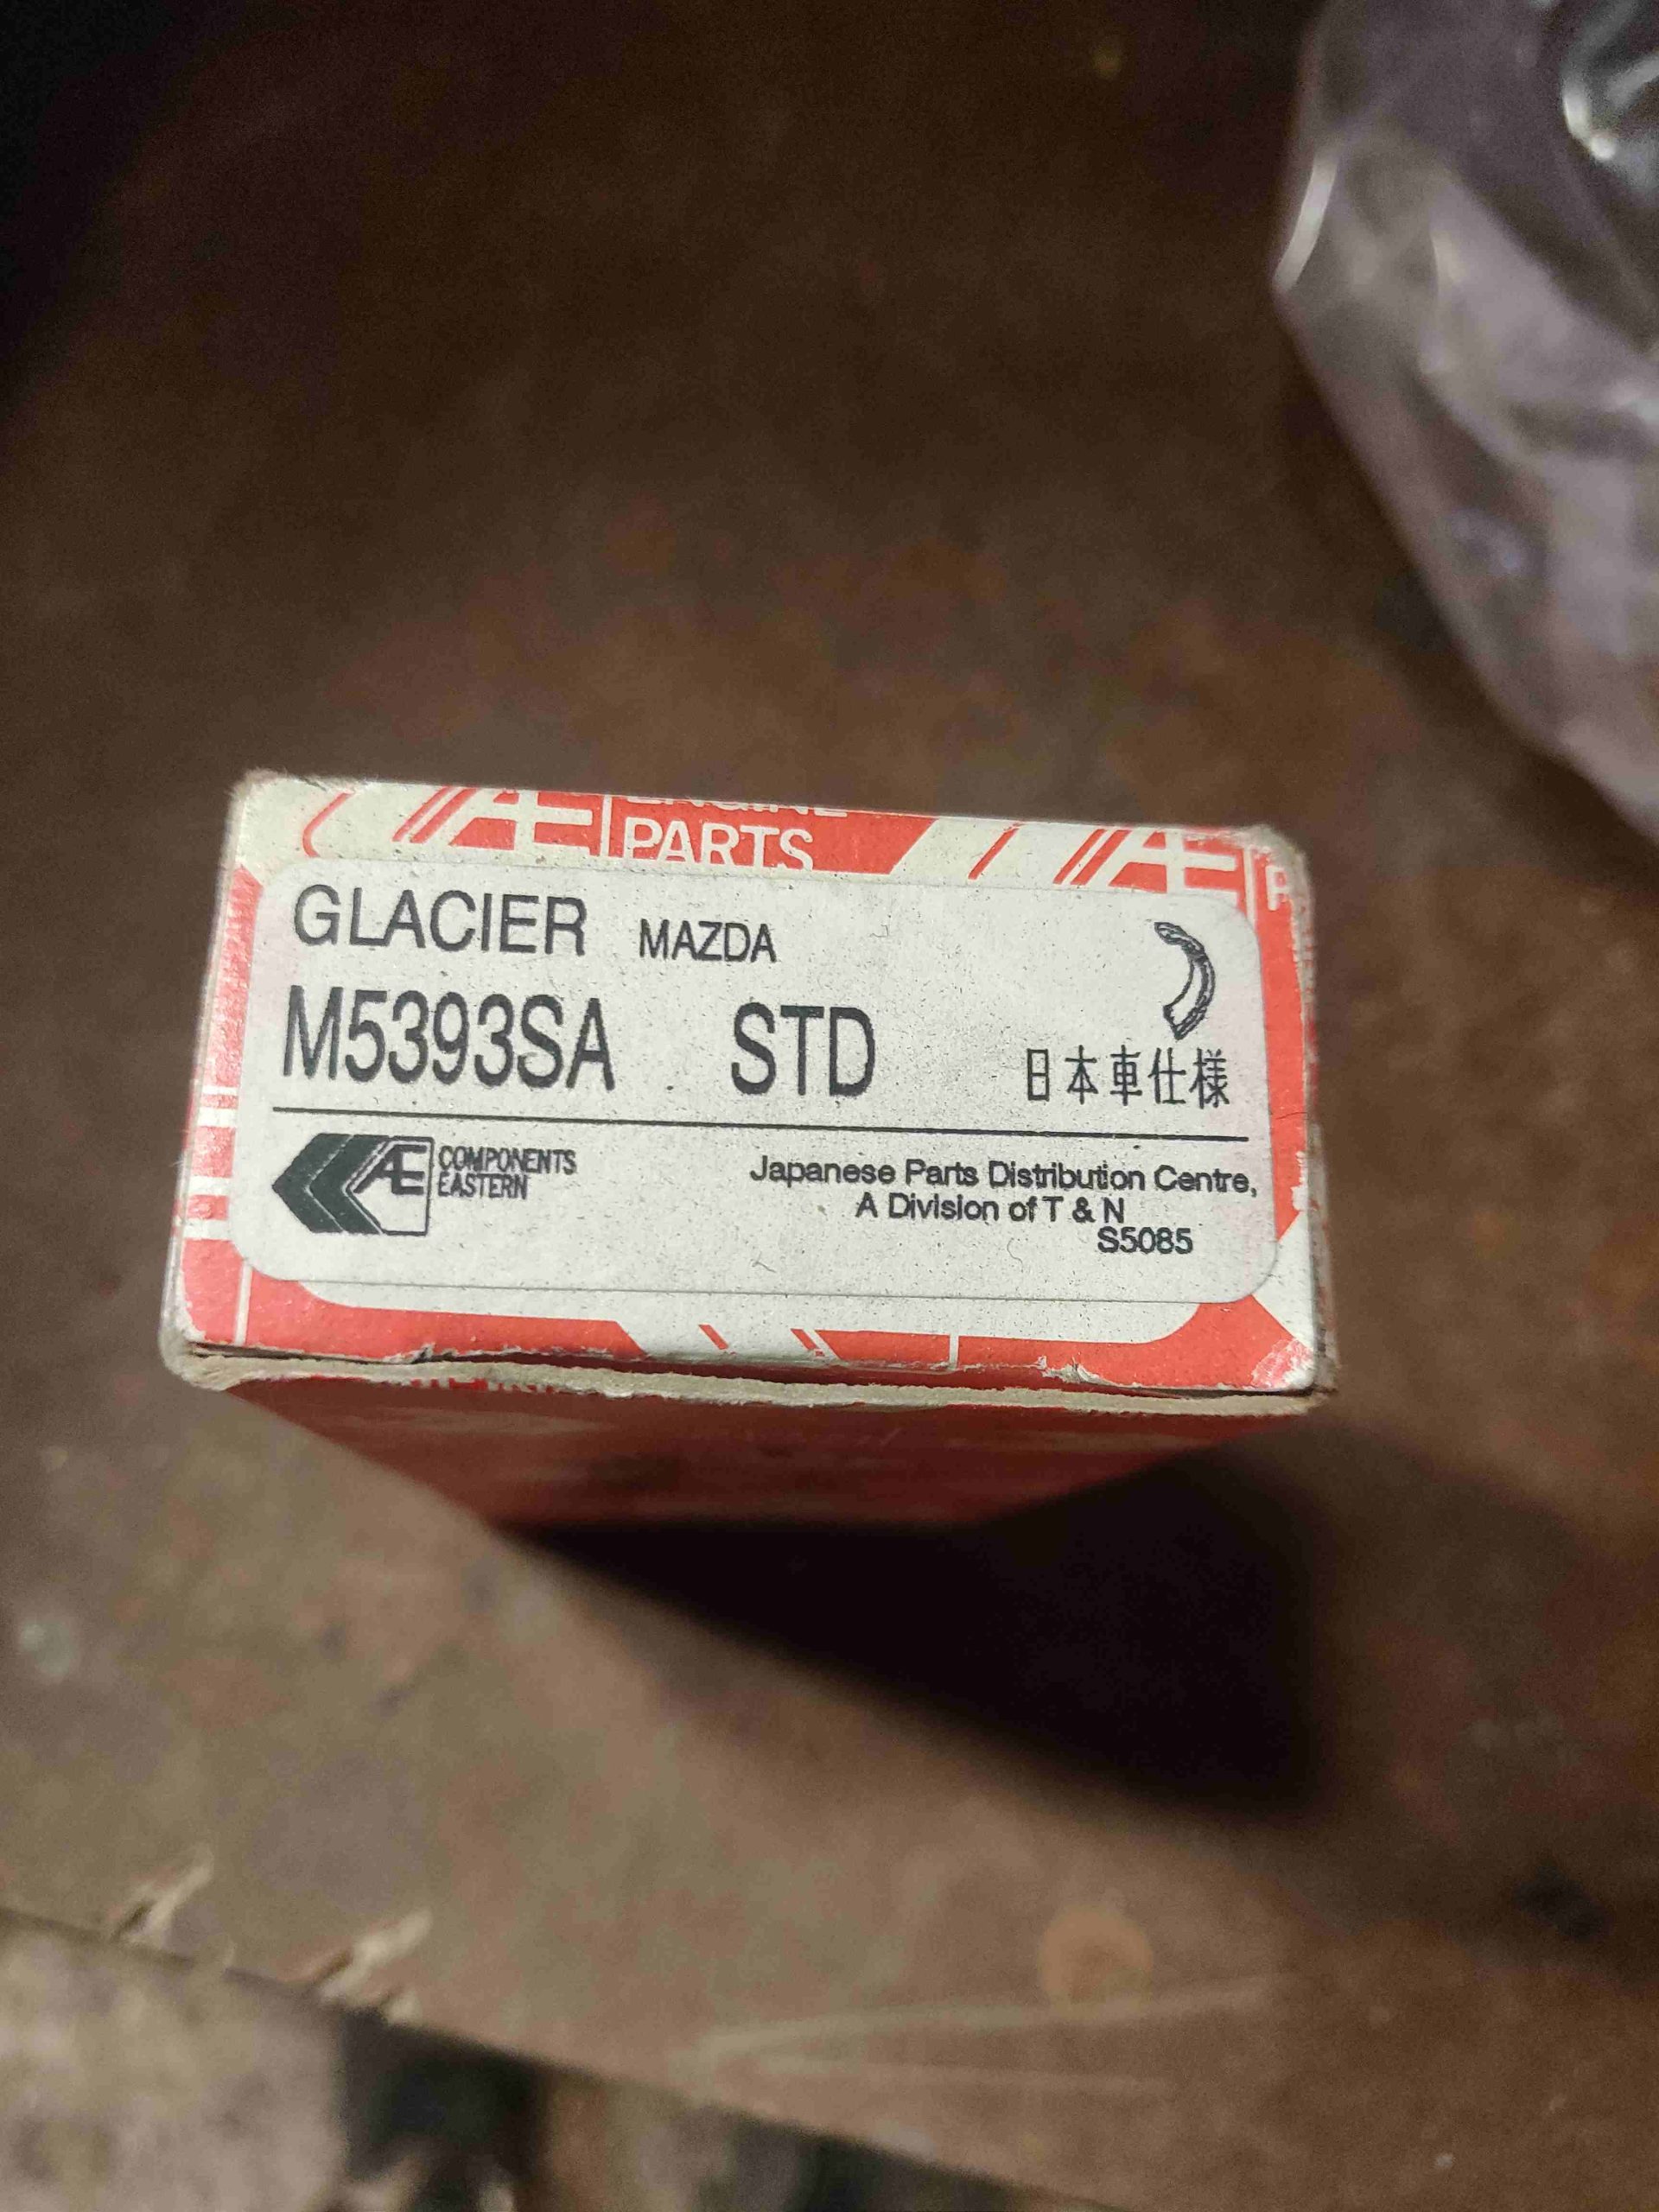 Æ ENGINE
PARTS
Æ
GLACIER MAZDA
M5393SA STD
日本車仕様
Æ COMPONENTS
EASTERN
Japanese Parts Distribution Centre,
A Division of T & N
S5085